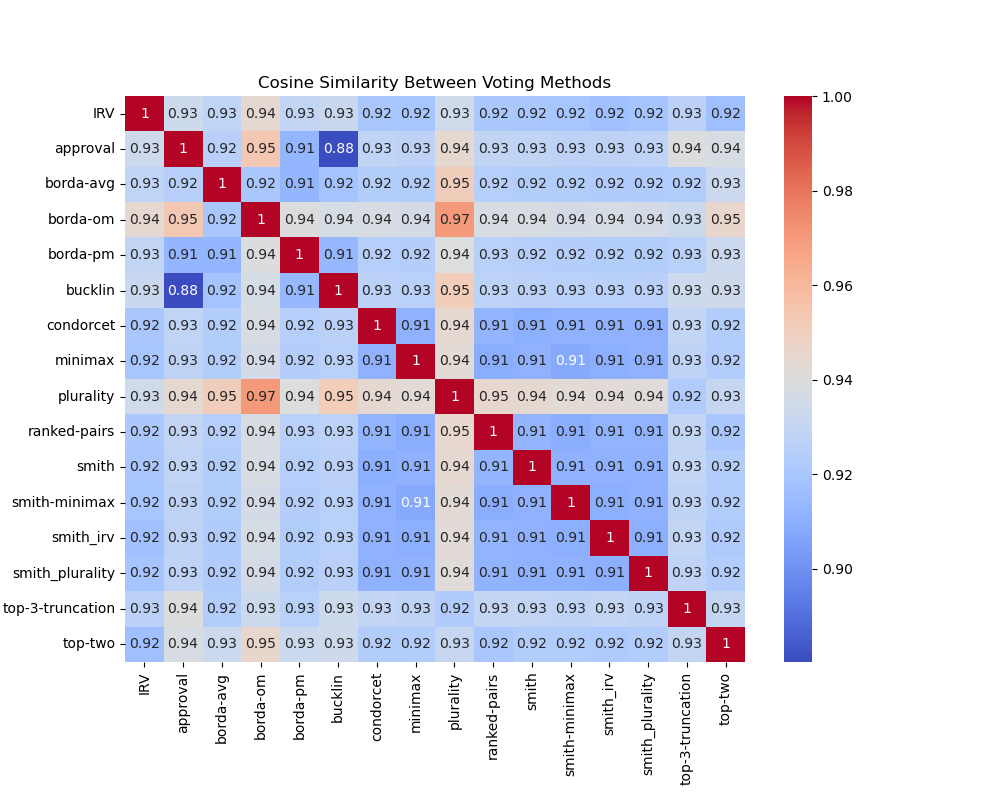 Cosine Similarity Between Voting Methods
IRV 1 0.93 0.93 0.94 0.93 0.93 0.92 0.92 0.93 0.92 0.92 0.92 0.92 0.92 0.93 0.92
approval 0.93 1 0.92 0.95 0.91 0.88 0.93 0.93 0.94 0.93 0.93 0.93 0.93 0.93 0.94 0.94
borda-avg 0.93 0.92 1 0.92 0.91 0.92 0.92 0.92 0.95 0.92 0.92 0.92 0.92 0.92 0.92 0.93
borda-om 0.94 0.95 0.92 1 0.94 0.94 0.94 0.94 0.97 0.94 0.94 0.94 0.94 0.94 0.93 0.95
borda-pm 0.93 0.91 0.91 0.94 1 0.91 0.92 0.92 0.94 0.93 0.92 0.92 0.92 0.92 0.93 0.93
bucklin 0.93 0.88 0.92 0.94 0.91 1 0.93 0.93 0.95 0.93 0.93 0.93 0.93 0.93 0.93 0.93
condorcet 0.92 0.93 0.92 0.94 0.92 0.93 1 0.91 0.94 0.91 0.91 0.91 0.91 0.91 0.93 0.92
minimax 0.92 0.93 0.92 0.94 0.92 0.93 0.91 1 0.94 0.91 0.91 0.91 0.91 0.91 0.93 0.92
plurality 0.93 0.94 0.95 0.97 0.94 0.95 0.94 0.94 1 0.95 0.94 0.94 0.94 0.94 0.92 0.93
ranked-pairs 0.92 0.93 0.92 0.94 0.93 0.93 0.91 0.91 0.95 1 0.91 0.91 0.91 0.91 0.93 0.92
smith 0.92 0.93 0.92 0.94 0.92 0.93 0.91 0.91 0.94 0.91 1 0.91 0.91 0.91 0.93 0.92
smith-minimax 0.92 0.93 0.92 0.94 0.92 0.93 0.91 0.91 0.94 0.91 0.91 1 0.91 0.91 0.93 0.92
smith_irv 0.92 0.93 0.92 0.94 0.92 0.93 0.91 0.91 0.94 0.91 0.91 0.91 1 0.91 0.93 0.92
smith_plurality 0.92 0.93 0.92 0.94 0.92 0.93 0.91 0.91 0.94 0.91 0.91 0.91 0.91 1 0.93 0.92
top-3-truncation 0.93 0.94 0.92 0.93 0.93 0.93 0.93 0.93 0.92 0.93 0.93 0.93 0.93 0.93 1 0.93
top-two 0.92 0.94 0.93 0.95 0.93 0.93 0.92 0.92 0.93 0.92 0.92 0.92 0.92 0.92 0.93 1
IRV
approval
borda-avg
borda-om
borda-pm
bucklin
condorcet
minimax
plurality
ranked-pairs
smith
smith-minimax
smith_irv
smith_plurality
top-3-truncation
top-two
1.00
0.98
0.96
0.94
0.92
0.90